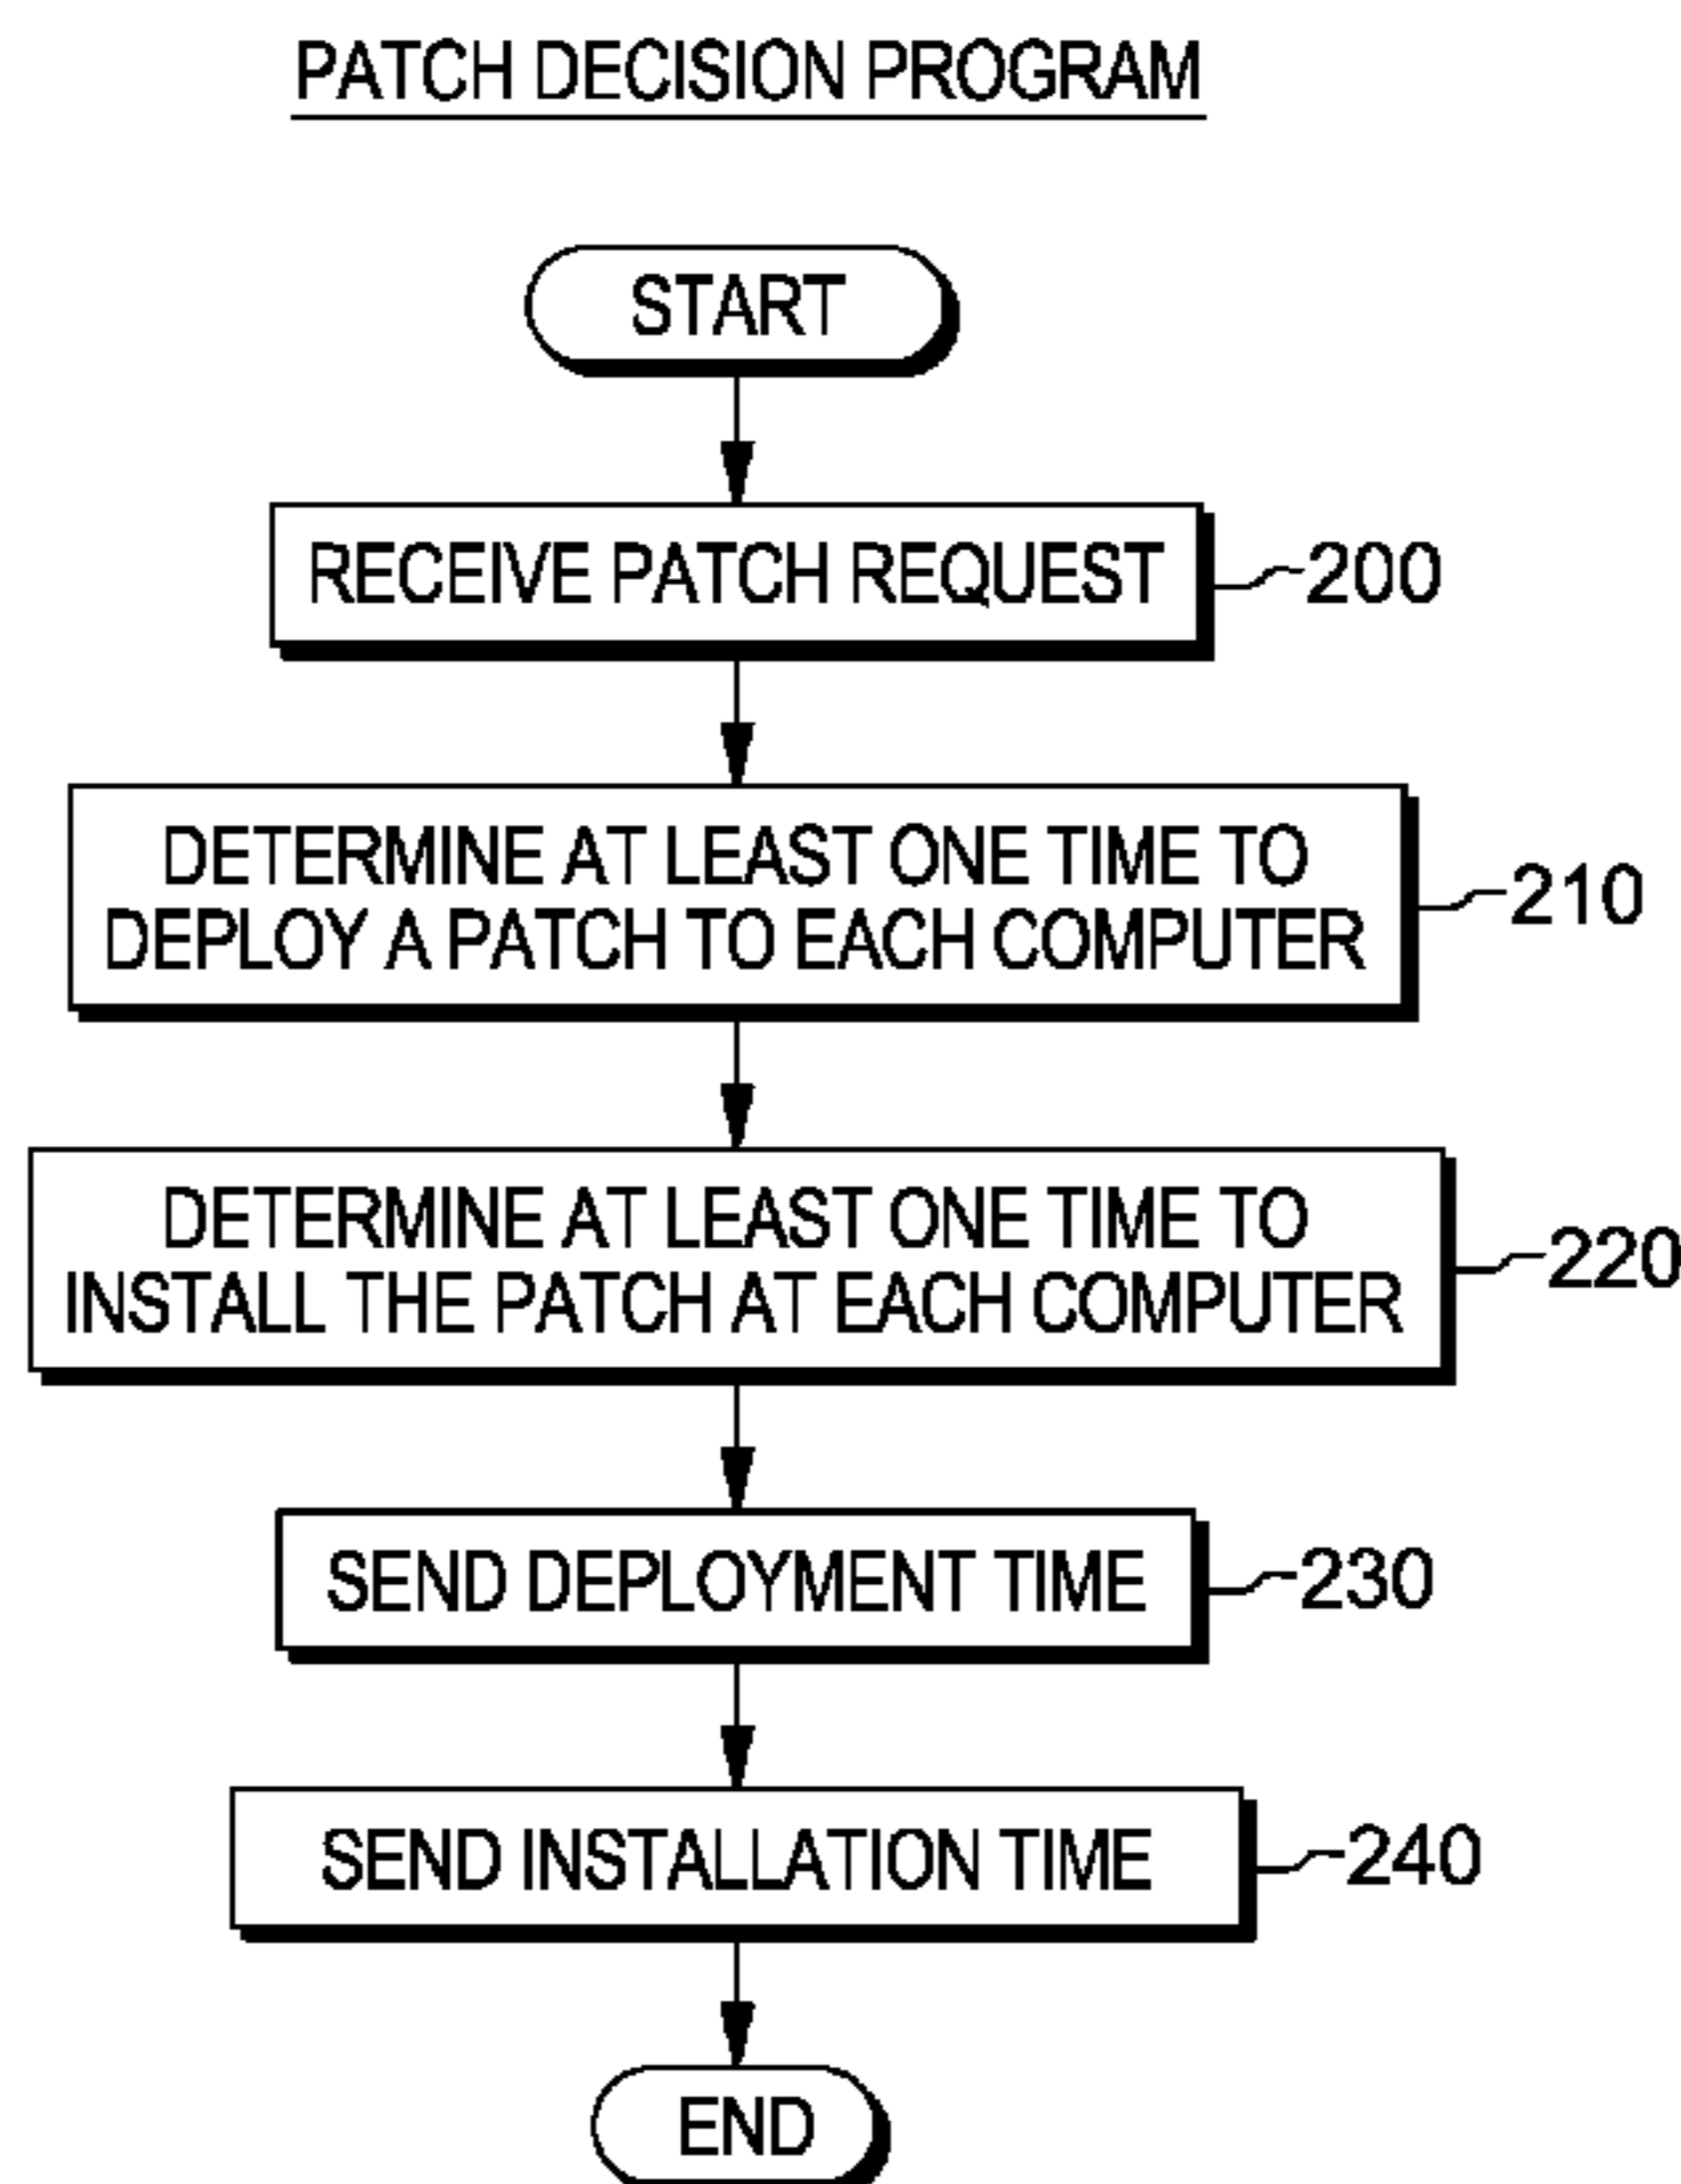 PATCH DECISION PROGRAM
START
RECEIVE PATCH REQUEST
200
DETERMINE AT LEAST ONE TIME TO
DEPLOY A PATCH TO EACH COMPUTER
210
DETERMINE AT LEAST ONE TIME TO
INSTALL THE PATCH AT EACH COMPUTER
220
SEND DEPLOYMENT TIME
230
SEND INSTALLATION TIME
240
END